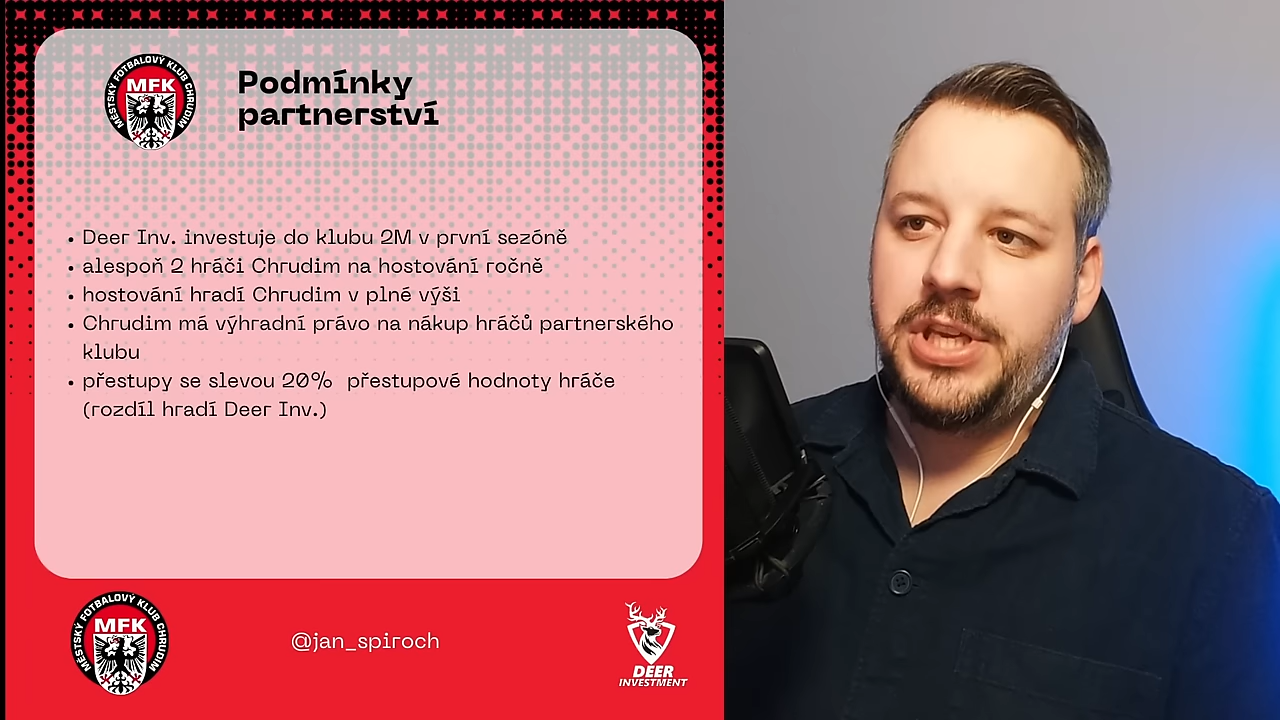 MĚSTSKÝ FOTBALOVÝ KLUB CHRUDIM
MFK
Podmínky
partnerství
• Deer Inv. investuje do klubu 2M v první sezóně
• alespoň 2 hráči Chrudim na hostování ročně
• hostování hradí Chrudim v plné výši
• Chrudim má výhradní právo na nákup hráčů partnerského
klubu
• přestupy se slevou 20% přestupové hodnoty hráče
(rozdíl hradí Deer Inv.)
MĚSTSKÝ FOTBALOVÝ KLUB CHRUDIM
MFK
@jan_spiroch
DEER
INVESTMENT